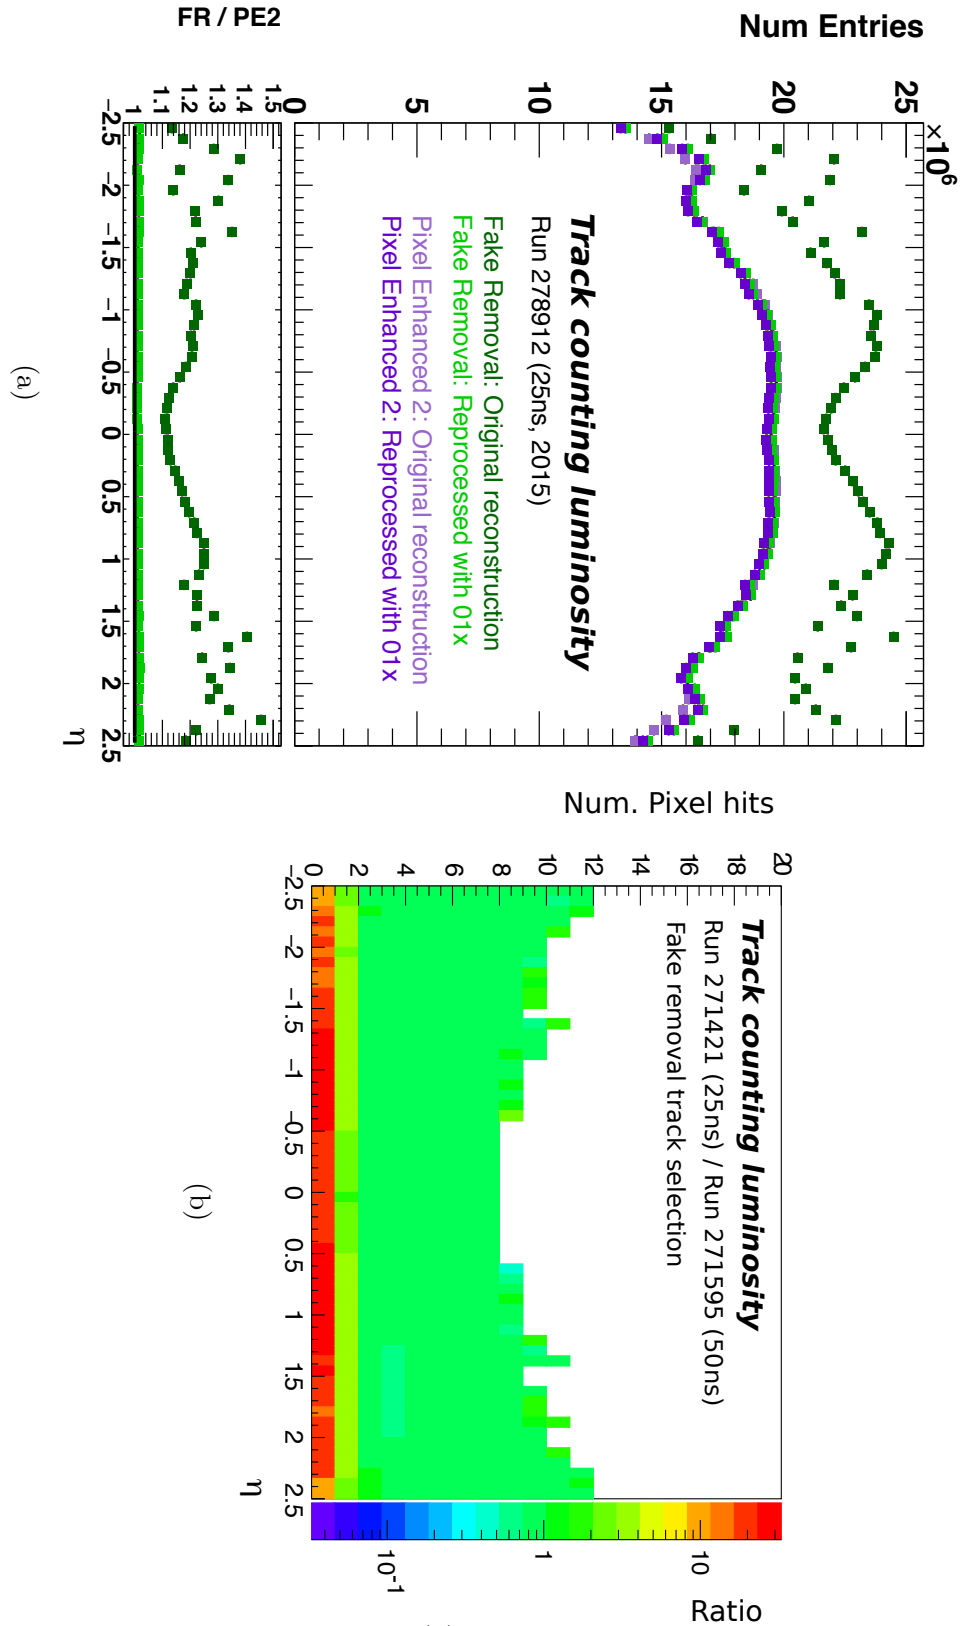 Num Entries
×10⁶
25
20
15
10
5
0
Track counting luminosity
Run 278912 (25ns, 2015)
Fake Removal: Original reconstruction
Fake Removal: Reprocessed with 01x
Pixel Enhanced 2: Original reconstruction
Pixel Enhanced 2: Reprocessed with 01x
FR / PE2
1.5
1.4
1.3
1.2
1.1
1
−2.5 −2 −1.5 −1 −0.5 0 0.5 1 1.5 2 2.5
η
(a)
Num. Pixel hits
20
18
16
14
12
10
8
6
4
2
0
Track counting luminosity
Run 271421 (25ns) / Run 271595 (50ns)
Fake removal track selection
−2.5 −2 −1.5 −1 −0.5 0 0.5 1 1.5 2 2.5
η
Ratio
10
1
10⁻¹
(b)